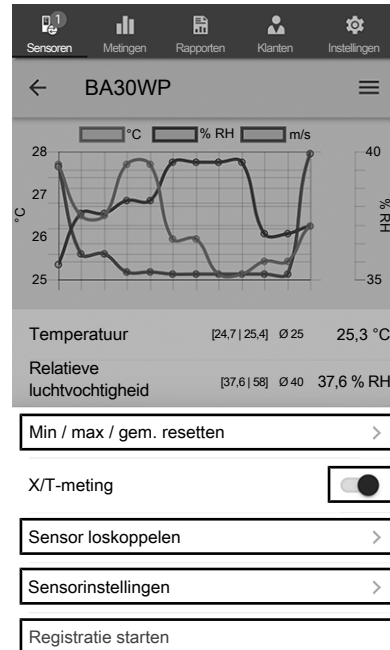 1
Sensoren Metingen Rapporten Klanten Instellingen
BA30WP
°C % RH m/s
28 40
27
°C % RH
26
25 35
Temperatuur [24,7 | 25,4] Ø 25 25,3 °C
Relatieve
luchtvochtigheid [37,6 | 58] Ø 40 37,6 % RH
Min / max / gem. resetten
X/T-meting
Sensor loskoppelen
Sensorinstellingen
Registratie starten